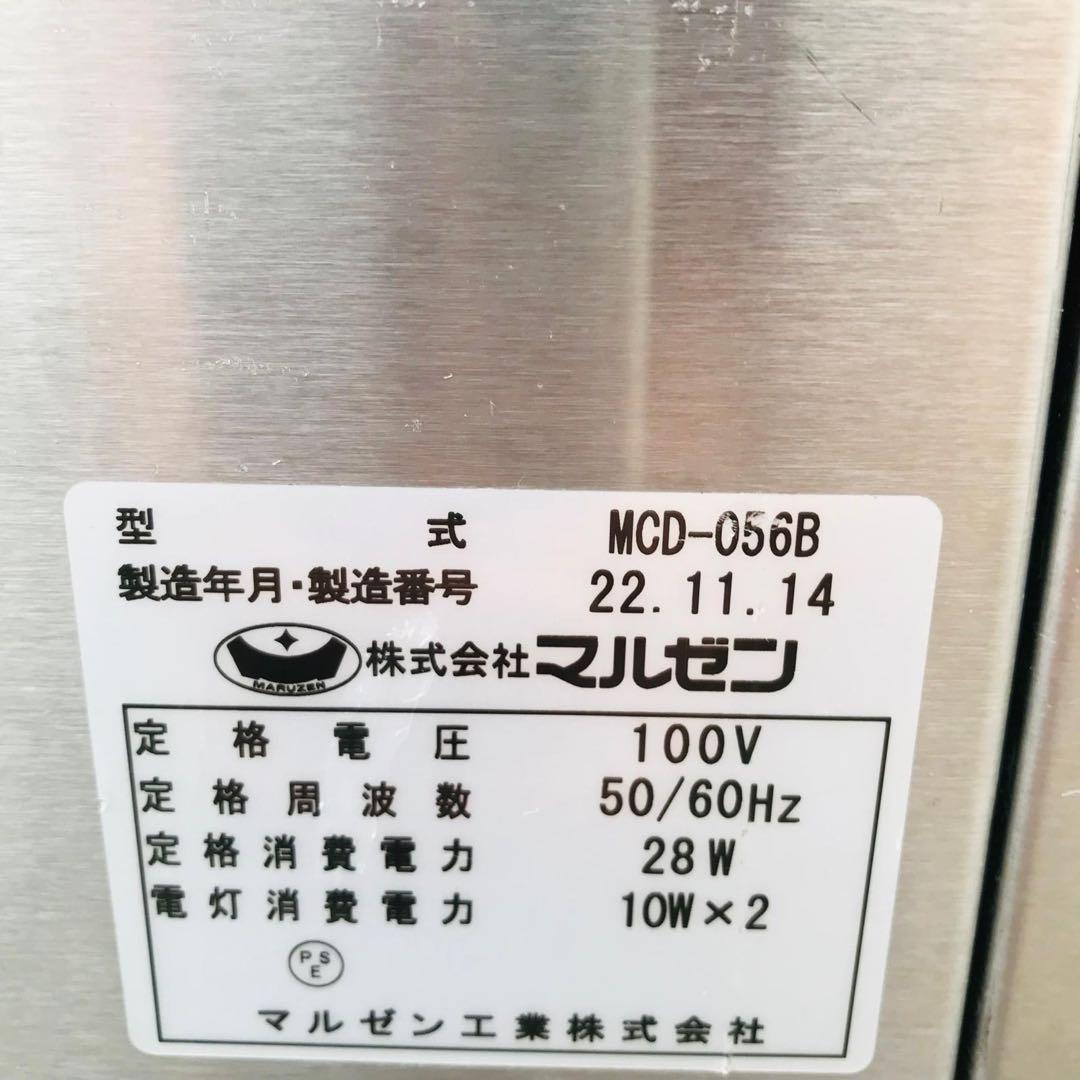 型式 MCD-056B
製造年月・製造番号 22.11.14
MARUZEN 株式会社マルゼン
定格電圧 100V
定格周波数 50/60Hz
定格消費電力 28W
電灯消費電力 10W×2
PSE
マルゼン工業株式会社